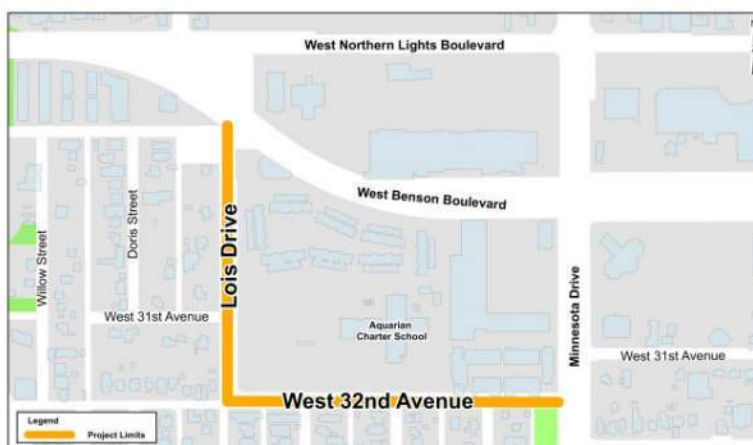 West Northern Lights Boulevard
West Benson Boulevard
Willow Street
Doris Street
Lois Drive
Minnesota Drive
West 31st Avenue
Aquarian
Charter School
West 31st Avenue
West 32nd Avenue
Legend
Project Limits